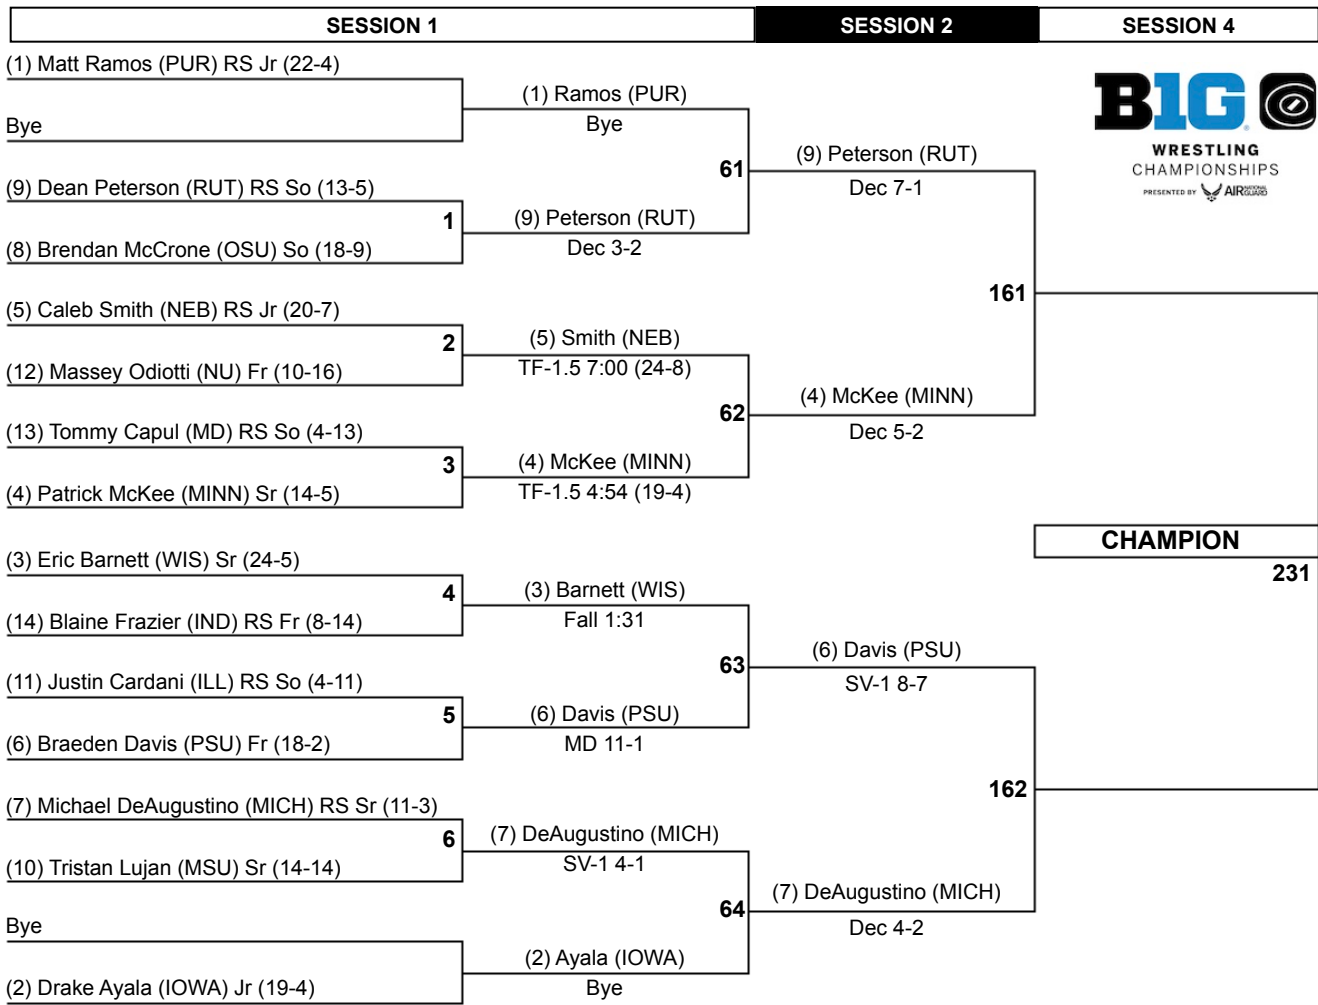 SESSION 1
SESSION 2
SESSION 4
(1) Matt Ramos (PUR) RS Jr (22-4)
Bye
(9) Dean Peterson (RUT) RS So (13-5)
1
(8) Brendan McCrone (OSU) So (18-9)
(5) Caleb Smith (NEB) RS Jr (20-7)
2
(12) Massey Odiotti (NU) Fr (10-16)
(13) Tommy Capul (MD) RS So (4-13)
3
(4) Patrick McKee (MINN) Sr (14-5)
(3) Eric Barnett (WIS) Sr (24-5)
4
(14) Blaine Frazier (IND) RS Fr (8-14)
(11) Justin Cardani (ILL) RS So (4-11)
5
(6) Braeden Davis (PSU) Fr (18-2)
(7) Michael DeAugustino (MICH) RS Sr (11-3)
6
(10) Tristan Lujan (MSU) Sr (14-14)
Bye
(2) Drake Ayala (IOWA) Jr (19-4)
(1) Ramos (PUR)
Bye
61
(9) Peterson (RUT)
Dec 3-2
(5) Smith (NEB)
TF-1.5 7:00 (24-8)
62
(4) McKee (MINN)
TF-1.5 4:54 (19-4)
(3) Barnett (WIS)
Fall 1:31
63
(6) Davis (PSU)
MD 11-1
(7) DeAugustino (MICH)
SV-1 4-1
64
(2) Ayala (IOWA)
Bye
(9) Peterson (RUT)
Dec 7-1
161
(4) McKee (MINN)
Dec 5-2
(6) Davis (PSU)
SV-1 8-7
162
(7) DeAugustino (MICH)
Dec 4-2
B1G
WRESTLING
CHAMPIONSHIPS
PRESENTED BY AIR NATIONAL GUARD
CHAMPION
231